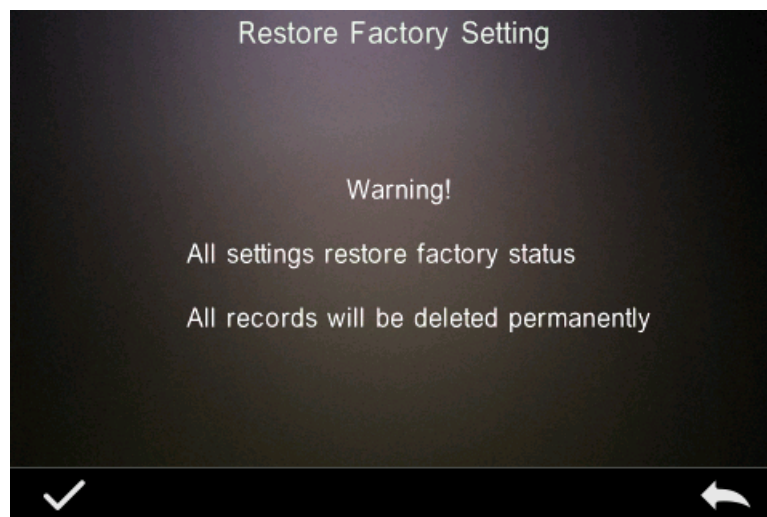 Restore Factory Setting
Warning!
All settings restore factory status
All records will be deleted permanently